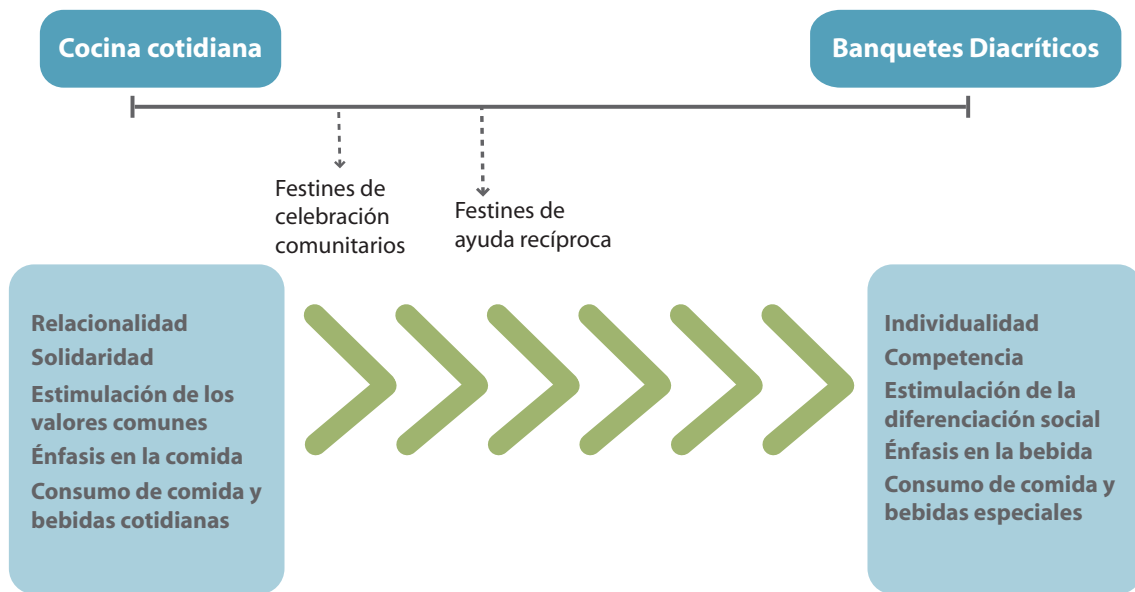 Cocina cotidiana
Banquetes Diacríticos
Festines de
celebración
comunitarios
Festines de
ayuda recíproca
Relacionalidad
Solidaridad
Estimulación de los
valores comunes
Énfasis en la comida
Consumo de comida y
bebidas cotidianas
Individualidad
Competencia
Estimulación de la
diferenciación social
Énfasis en la bebida
Consumo de comida y
bebidas especiales